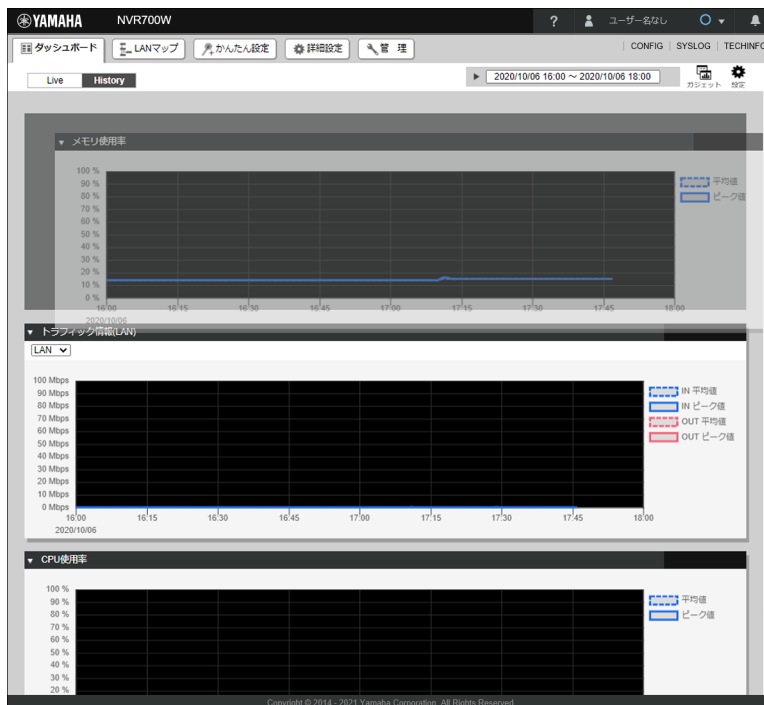 YAMAHA NVR700W ? ユーザー名なし
ダッシュボード LANマップ かんたん設定 詳細設定 管 理 CONFIG SYSLOG TECHINFO
Live History 2020/10/06 16:00 ~ 2020/10/06 18:00 ガジェット 設定
メモリ使用率
100 %
90 %
80 %
70 %
60 %
50 %
40 %
30 %
20 %
10 %
0 %
平均値
ピーク値
16:00 16:15 16:30 16:45 17:00 17:15 17:30 17:45 18:00
2020/10/06
トラフィック情報(LAN)
LAN
100 Mbps
90 Mbps
80 Mbps
70 Mbps
60 Mbps
50 Mbps
40 Mbps
30 Mbps
20 Mbps
10 Mbps
0 Mbps
IN 平均値
IN ピーク値
OUT 平均値
OUT ピーク値
16:00 16:15 16:30 16:45 17:00 17:15 17:30 17:45 18:00
2020/10/06
CPU使用率
100 %
90 %
80 %
70 %
60 %
50 %
40 %
30 %
20 %
平均値
ピーク値
Copyright © 2014 - 2021 Yamaha Corporation. All Rights Reserved.